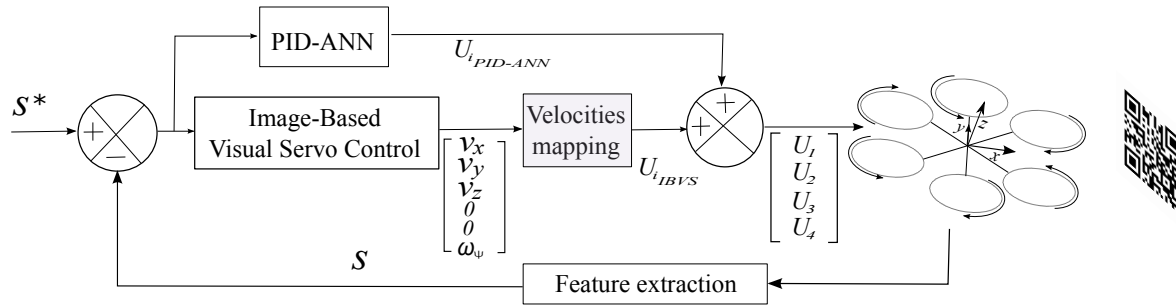 PID-ANN
U_{i_{PID-ANN}}
s*
+
−
Image-Based
Visual Servo Control
Velocities
mapping
U_{i_{IBVS}}
+
+
v_x
v_y
v_z
0
0
ω_ψ
U_1
U_2
U_3
U_4
y
z
x
s
Feature extraction